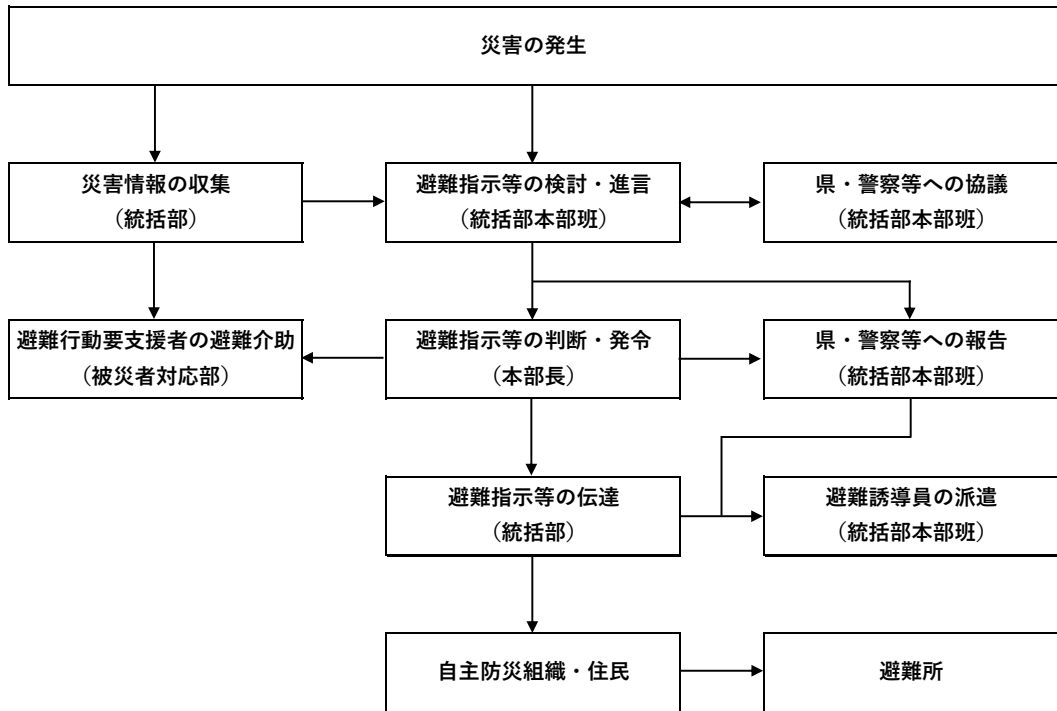 災害の発生
災害情報の収集
（統括部）
避難指示等の検討・進言
（統括部本部班）
県・警察等への協議
（統括部本部班）
避難行動要支援者の避難介助
（被災者対応部）
避難指示等の判断・発令
（本部長）
県・警察等への報告
（統括部本部班）
避難指示等の伝達
（統括部）
避難誘導員の派遣
（統括部本部班）
自主防災組織・住民
避難所